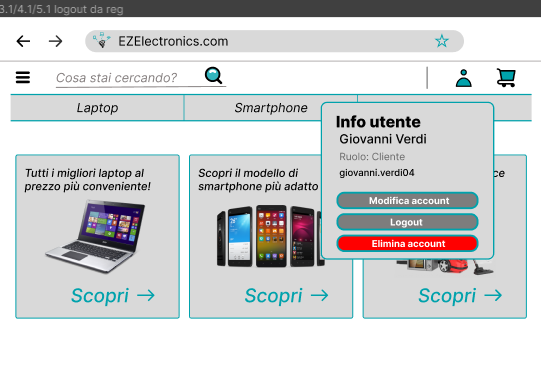 3.1/4.1/5.1 logout da reg
EZElectronics.com
Cosa stai cercando?
Laptop
Smartphone
Info utente
Giovanni Verdi
Ruolo: Cliente
giovanni.verdi04
Modifica account
Logout
Elimina account
Tutti i migliori laptop al
prezzo più conveniente!
Scopri
Scopri il modello di
smartphone più adatto
Scopri
Scopri